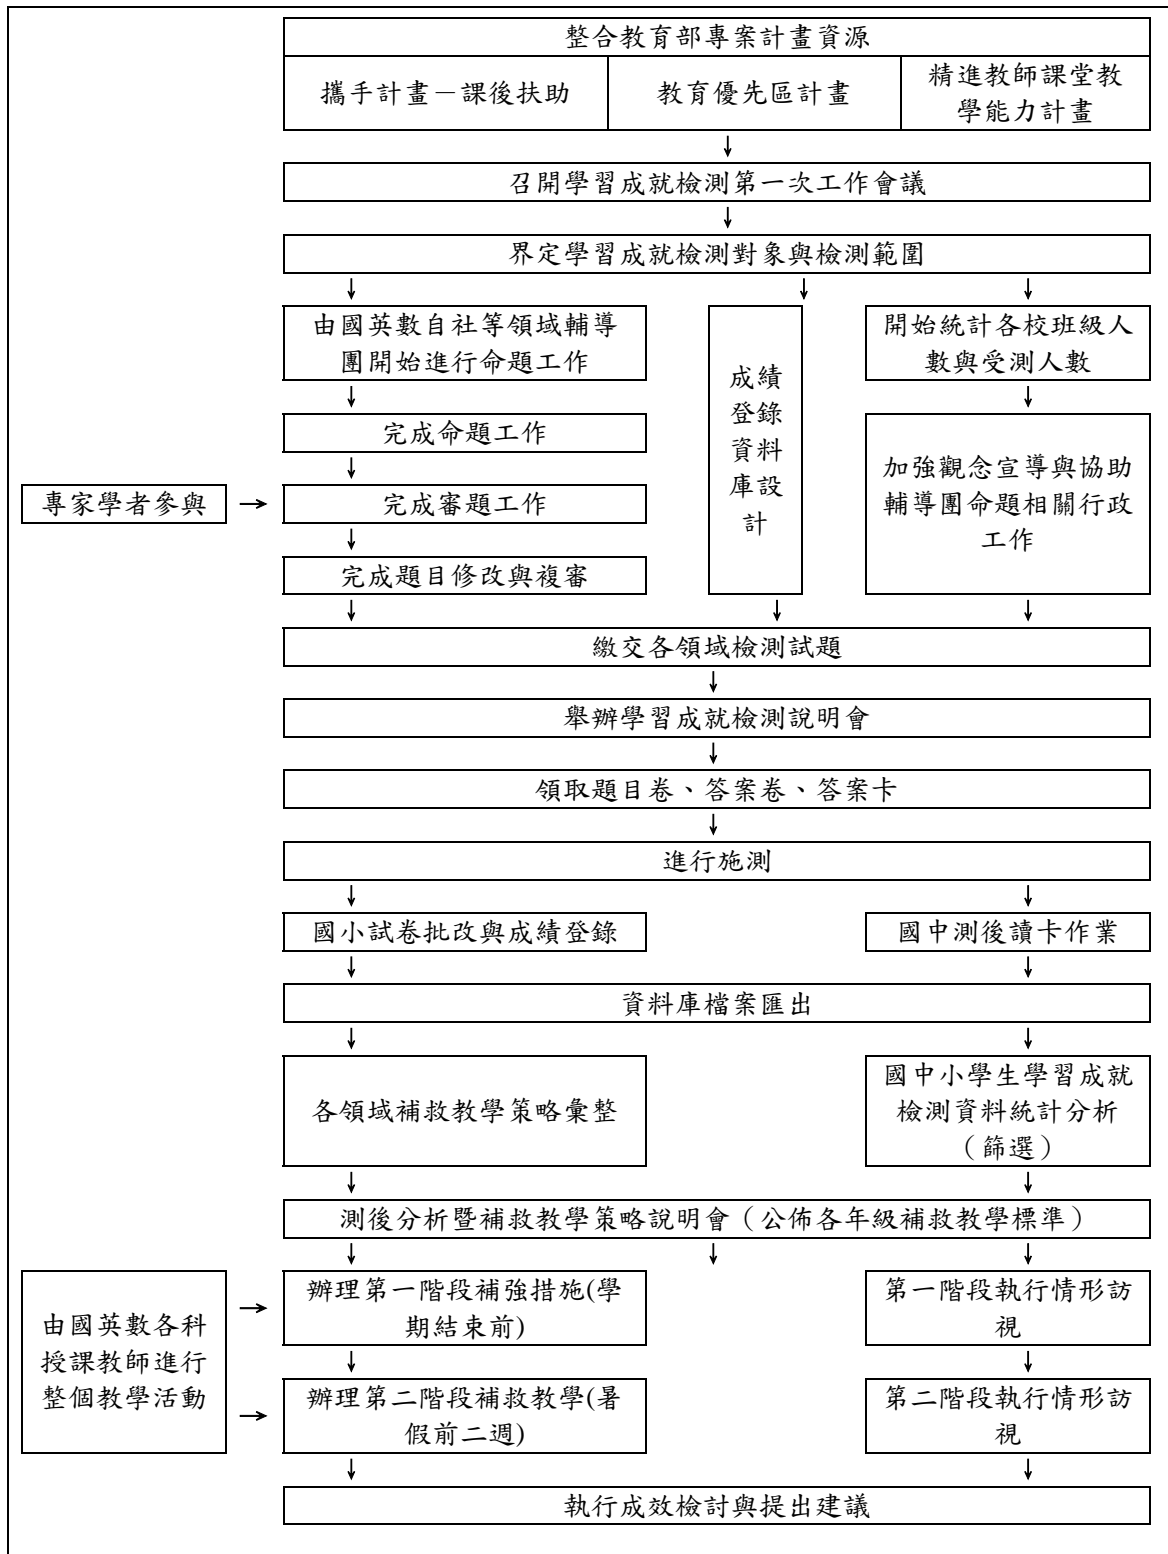 整合教育部專案計畫資源
攜手計畫－課後扶助
教育優先區計畫
精進教師課堂教
學能力計畫
↓
召開學習成就檢測第一次工作會議
↓
界定學習成就檢測對象與檢測範圍
↓
↓
↓
由國英數自社等領域輔導
團開始進行命題工作
↓
完成命題工作
↓
專家學者參與
→
完成審題工作
↓
完成題目修改與複審
↓
成績
登錄
資料
庫設
計
↓
開始統計各校班級人
數與受測人數
↓
加強觀念宣導與協助
輔導團命題相關行政
工作
↓
繳交各領域檢測試題
↓
舉辦學習成就檢測說明會
↓
領取題目卷、答案卷、答案卡
↓
進行施測
↓
↓
國小試卷批改與成績登錄
國中測後讀卡作業
↓
↓
資料庫檔案匯出
↓
↓
各領域補救教學策略彙整
國中小學生學習成就
檢測資料統計分析
（篩選）
↓
↓
測後分析暨補救教學策略說明會（公佈各年級補救教學標準）
↓
↓
↓
由國英數各科
授課教師進行
整個教學活動
→
辦理第一階段補強措施(學
期結束前)
第一階段執行情形訪
視
↓
↓
→
辦理第二階段補救教學(暑
假前二週)
第二階段執行情形訪
視
↓
↓
執行成效檢討與提出建議